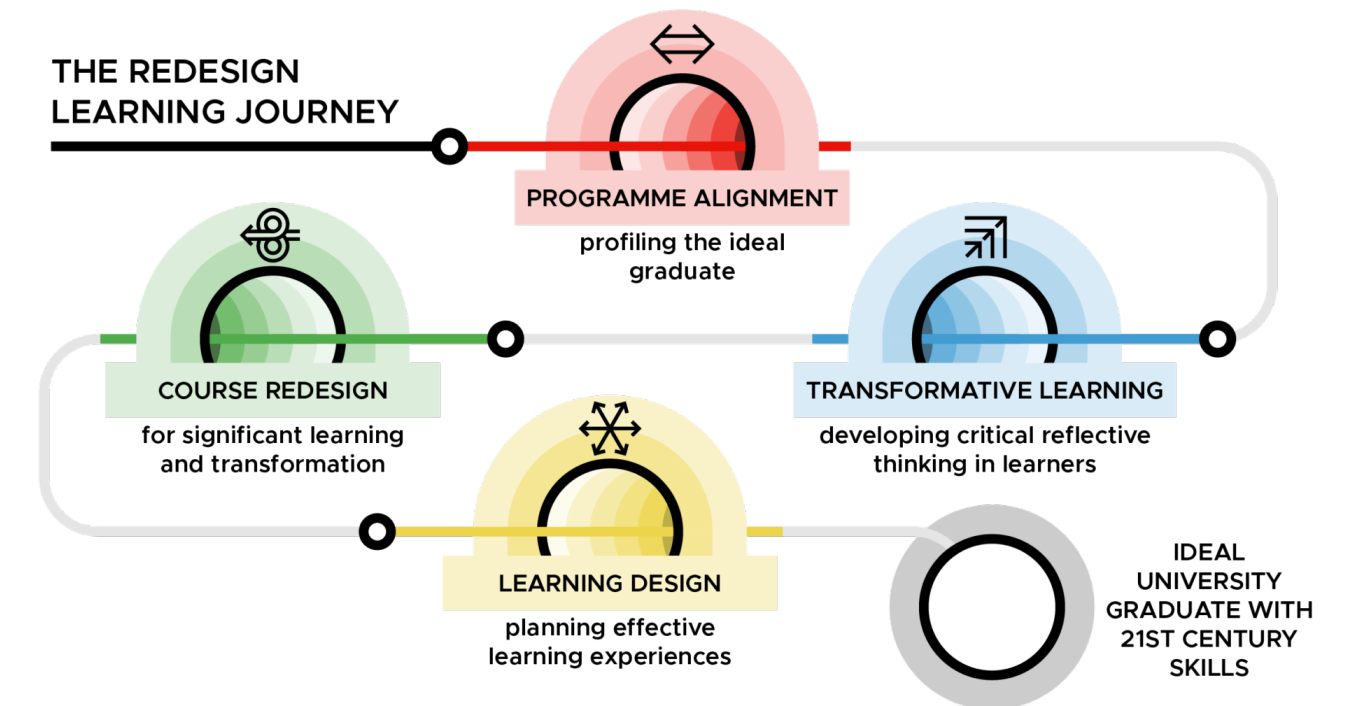 THE REDESIGN
LEARNING JOURNEY
PROGRAMME ALIGNMENT
profiling the ideal
graduate
TRANSFORMATIVE LEARNING
developing critical reflective
thinking in learners
COURSE REDESIGN
for significant learning
and transformation
LEARNING DESIGN
planning effective
learning experiences
IDEAL
UNIVERSITY
GRADUATE WITH
21ST CENTURY
SKILLS